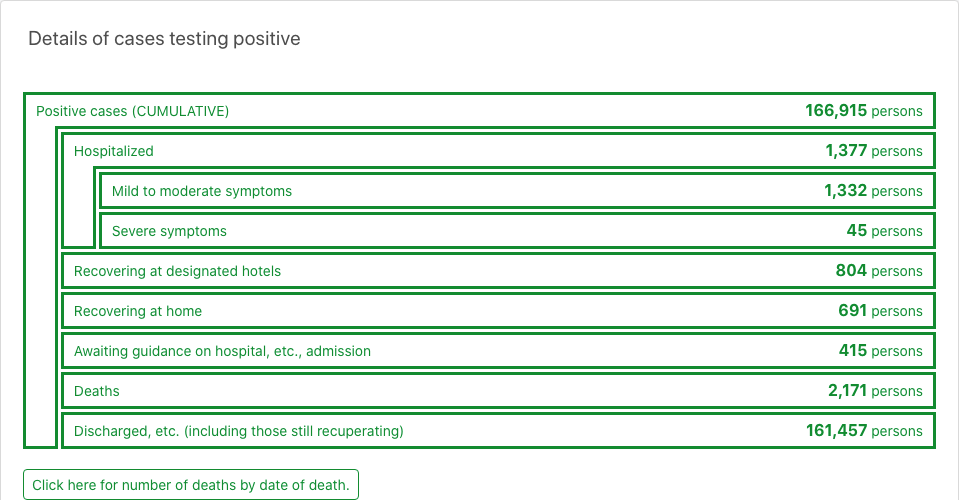 Details of cases testing positive
Positive cases (CUMULATIVE) 166,915 persons
Hospitalized 1,377 persons
Mild to moderate symptoms 1,332 persons
Severe symptoms 45 persons
Recovering at designated hotels 804 persons
Recovering at home 691 persons
Awaiting guidance on hospital, etc., admission 415 persons
Deaths 2,171 persons
Discharged, etc. (including those still recuperating) 161,457 persons
Click here for number of deaths by date of death.